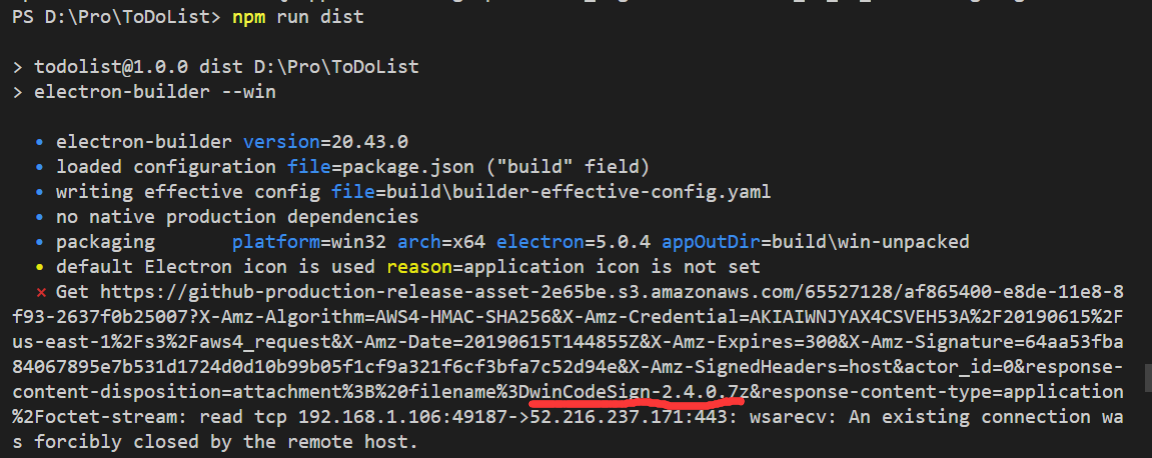 PS D:\Pro\ToDoList> npm run dist
> todolist@1.0.0 dist D:\Pro\ToDoList
> electron-builder --win
• electron-builder version=20.43.0
• loaded configuration file=package.json ("build" field)
• writing effective config file=build\builder-effective-config.yaml
• no native production dependencies
• packaging       platform=win32 arch=x64 electron=5.0.4 appOutDir=build\win-unpacked
• default Electron icon is used reason=application icon is not set
⨯ Get https://github-production-release-asset-2e65be.s3.amazonaws.com/65527128/af865400-e8de-11e8-8
f93-2637f0b25007?X-Amz-Algorithm=AWS4-HMAC-SHA256&X-Amz-Credential=AKIAIWNJYAX4CSVEH53A%2F20190615%2F
us-east-1%2Fs3%2Faws4_request&X-Amz-Date=20190615T144855Z&X-Amz-Expires=300&X-Amz-Signature=64aa53fba
84067895e7b531d1724d0d10b99b05f1cf9a321f6cf3bfa7c52d94e&X-Amz-SignedHeaders=host&actor_id=0&response-
content-disposition=attachment%3B%20filename%3DwinCodeSign-2.4.0.7z&response-content-type=application
%2Foctet-stream: read tcp 192.168.1.106:49187->52.216.237.171:443: wsarecv: An existing connection wa
s forcibly closed by the remote host.